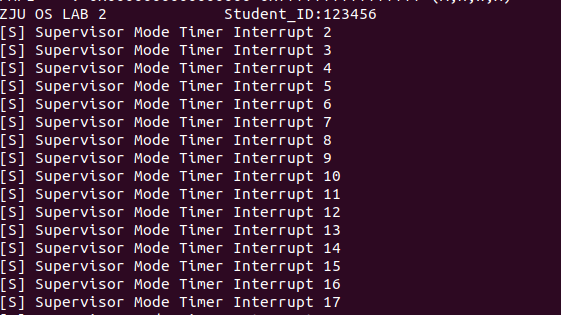 ZJU OS LAB 2 Student_ID:123456
[S] Supervisor Mode Timer Interrupt 2
[S] Supervisor Mode Timer Interrupt 3
[S] Supervisor Mode Timer Interrupt 4
[S] Supervisor Mode Timer Interrupt 5
[S] Supervisor Mode Timer Interrupt 6
[S] Supervisor Mode Timer Interrupt 7
[S] Supervisor Mode Timer Interrupt 8
[S] Supervisor Mode Timer Interrupt 9
[S] Supervisor Mode Timer Interrupt 10
[S] Supervisor Mode Timer Interrupt 11
[S] Supervisor Mode Timer Interrupt 12
[S] Supervisor Mode Timer Interrupt 13
[S] Supervisor Mode Timer Interrupt 14
[S] Supervisor Mode Timer Interrupt 15
[S] Supervisor Mode Timer Interrupt 16
[S] Supervisor Mode Timer Interrupt 17